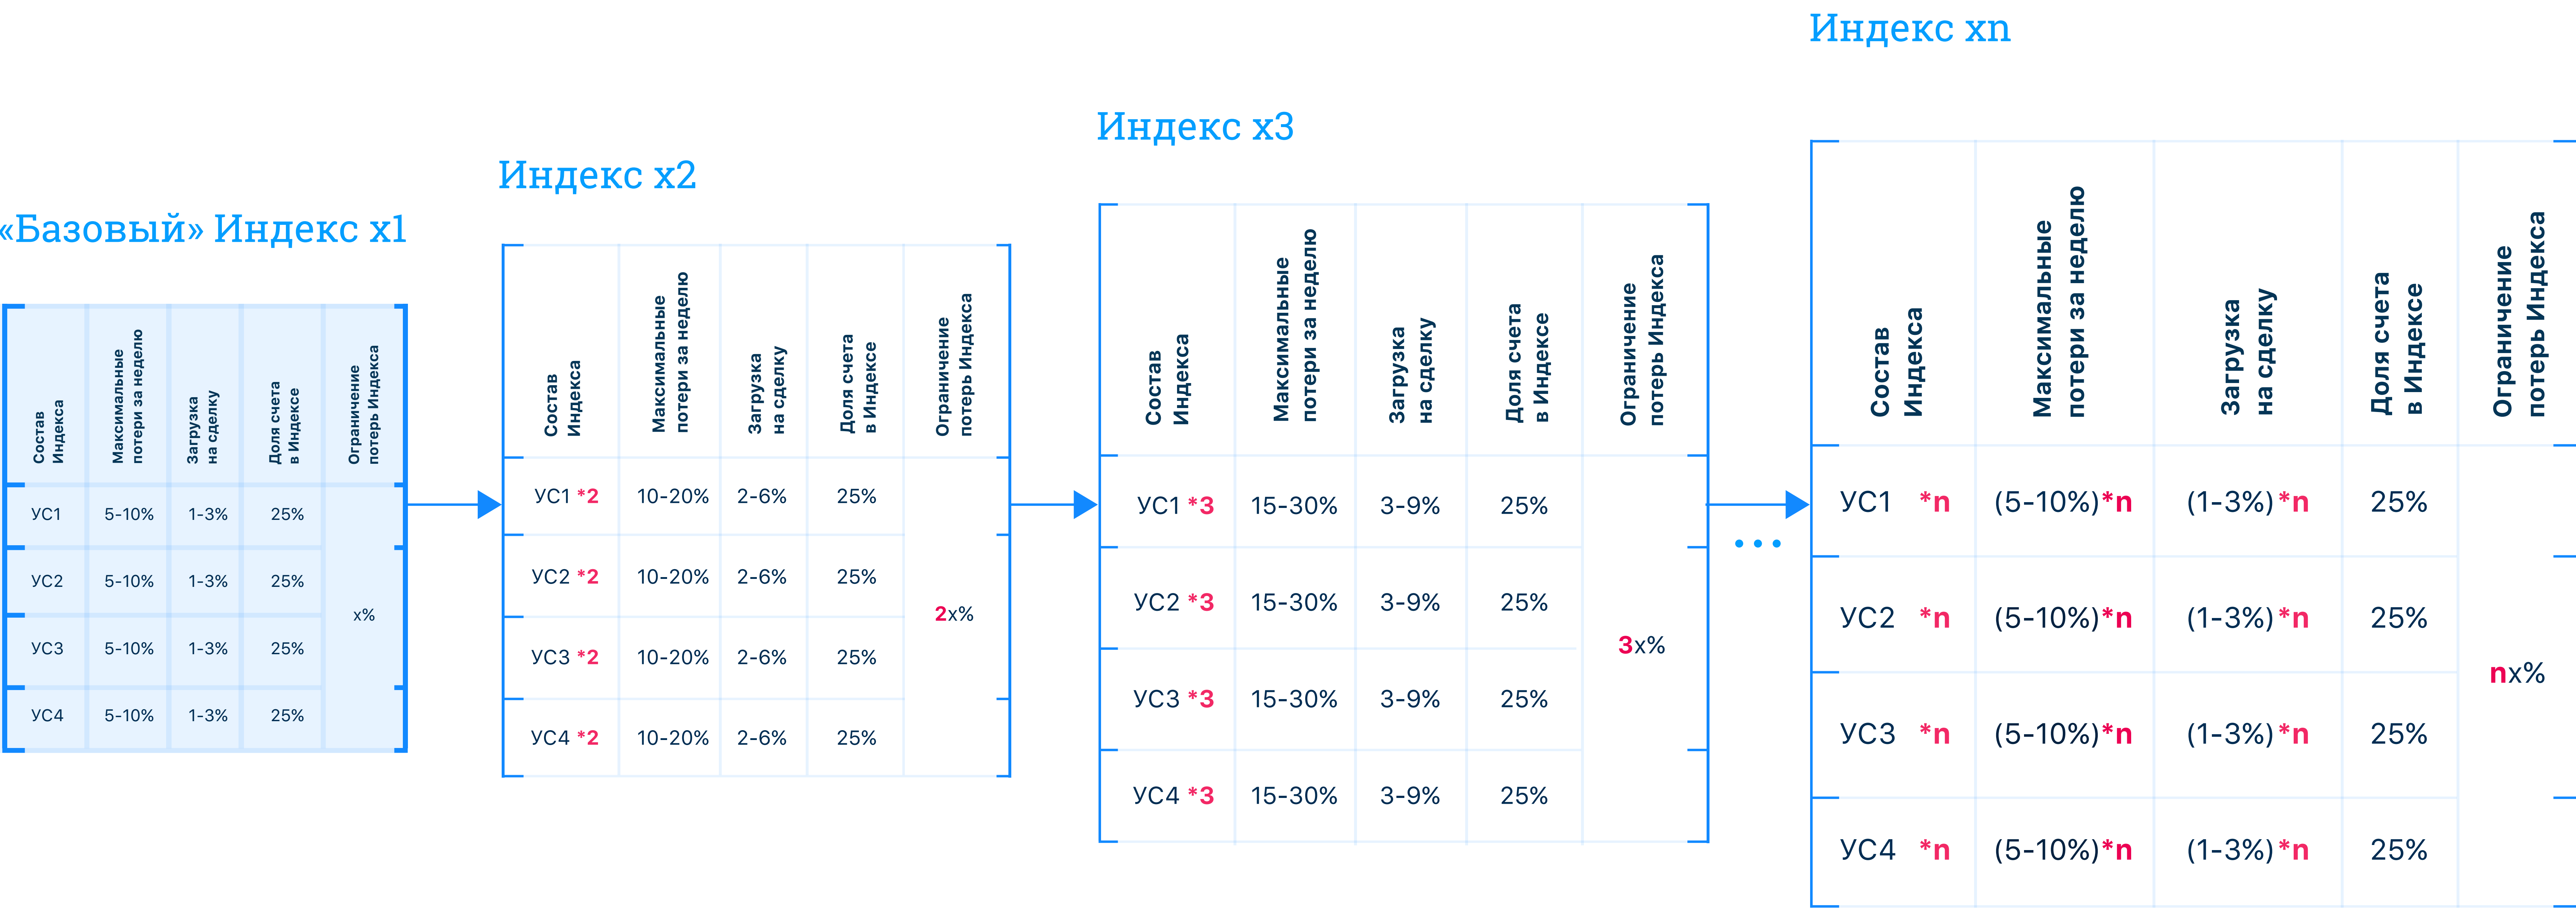 «Базовый» Индекс x1
Состав
Индекса
Максимальные
потери за неделю
Загрузка
на сделку
Доля счета
в Индексе
Ограничение
потерь Индекса
УС1 5-10% 1-3% 25%
УС2 5-10% 1-3% 25%
x%
УС3 5-10% 1-3% 25%
УС4 5-10% 1-3% 25%
Индекс x2
Состав
Индекса
Максимальные
потери за неделю
Загрузка
на сделку
Доля счета
в Индексе
Ограничение
потерь Индекса
УС1 *2 10-20% 2-6% 25%
УС2 *2 10-20% 2-6% 25%
2x%
УС3 *2 10-20% 2-6% 25%
УС4 *2 10-20% 2-6% 25%
Индекс x3
Состав
Индекса
Максимальные
потери за неделю
Загрузка
на сделку
Доля счета
в Индексе
Ограничение
потерь Индекса
УС1 *3 15-30% 3-9% 25%
УС2 *3 15-30% 3-9% 25%
3x%
УС3 *3 15-30% 3-9% 25%
УС4 *3 15-30% 3-9% 25%
...
Индекс xn
Состав
Индекса
Максимальные
потери за неделю
Загрузка
на сделку
Доля счета
в Индексе
Ограничение
потерь Индекса
УС1 *n (5-10%)*n (1-3%)*n 25%
УС2 *n (5-10%)*n (1-3%)*n 25%
nx%
УС3 *n (5-10%)*n (1-3%)*n 25%
УС4 *n (5-10%)*n (1-3%)*n 25%